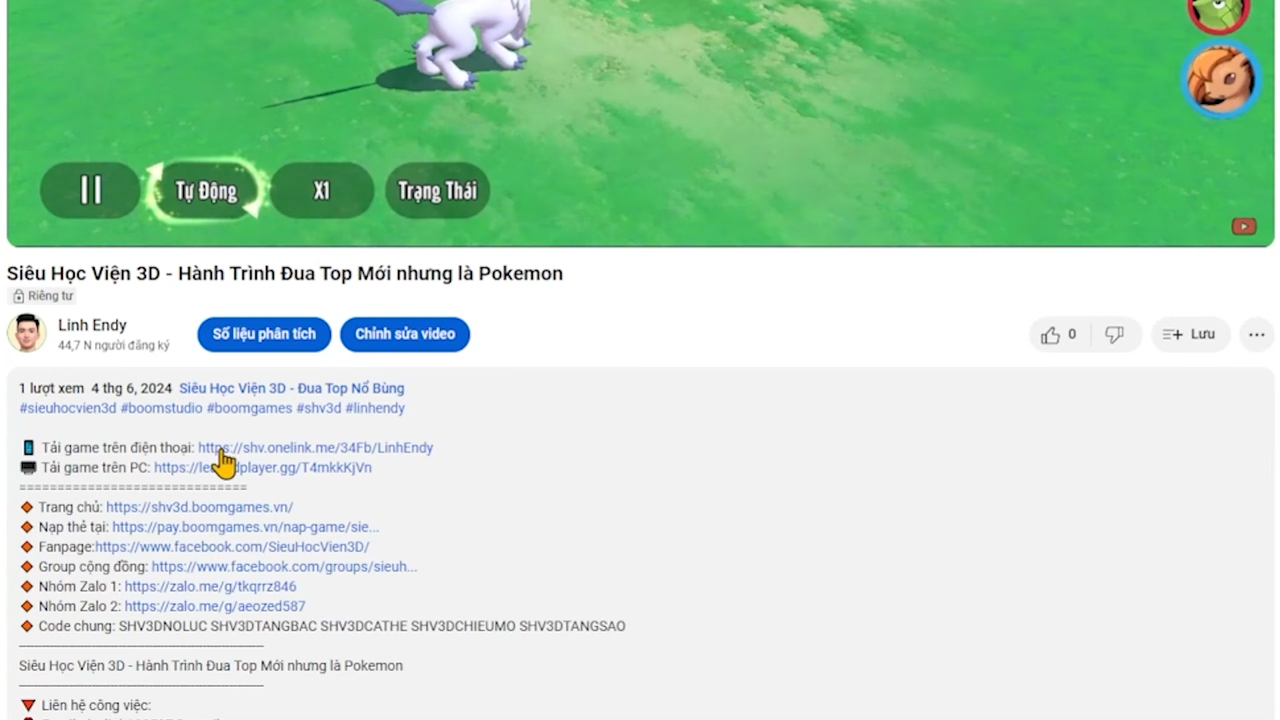 Tự Động
X1
Trạng Thái
Siêu Học Viện 3D - Hành Trình Đua Top Mới nhưng là Pokemon
Riêng tư
Linh Endy
44,7 N người đăng ký
Số liệu phân tích
Chỉnh sửa video
0
Lưu
1 lượt xem 4 thg 6, 2024 Siêu Học Viện 3D - Đua Top Nổ Bùng
#sieuhocvien3d #boomstudio #boomgames #shv3d #linhendy
Tải game trên điện thoại: https://shv.onelink.me/34Fb/LinhEndy
Tải game trên PC: https://leadplayer.gg/T4mkkKjVn
==============================
Trang chủ: https://shv3d.boomgames.vn/
Nạp thẻ tại: https://pay.boomgames.vn/nap-game/sie...
Fanpage:https://www.facebook.com/SieuHocVien3D/
Group cộng đồng: https://www.facebook.com/groups/sieuh...
Nhóm Zalo 1: https://zalo.me/g/tkqrrz846
Nhóm Zalo 2: https://zalo.me/g/aeozed587
Code chung: SHV3DNOLUC SHV3DTANGBAC SHV3DCATHE SHV3DCHIEUMO SHV3DTANGSAO
Siêu Học Viện 3D - Hành Trình Đua Top Mới nhưng là Pokemon
Liên hệ công việc: